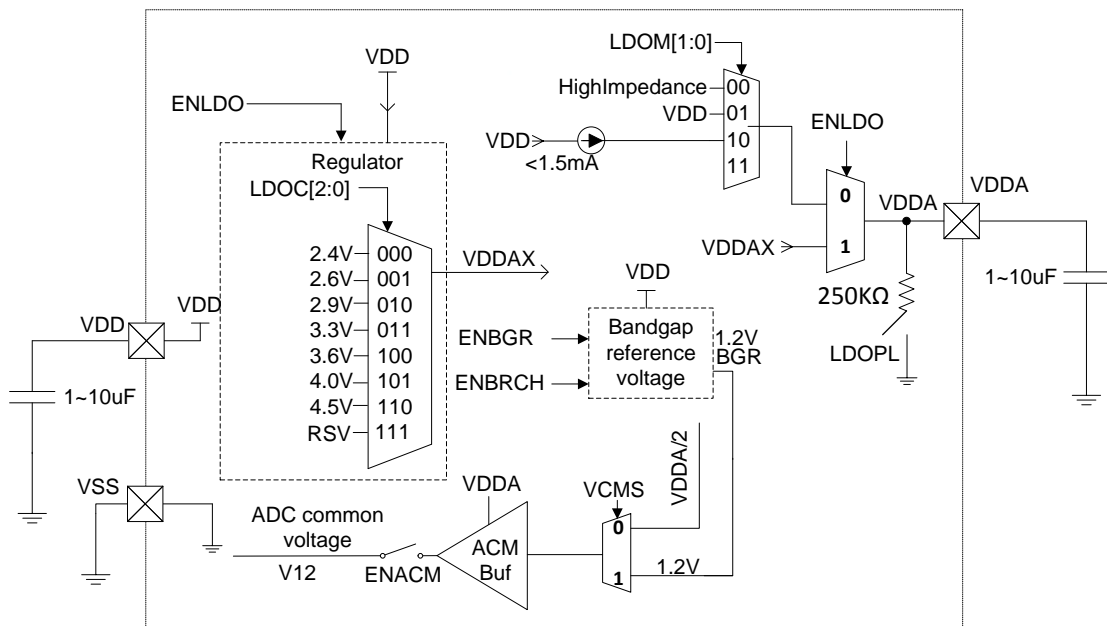 LDOM[1:0]
VDD
HighImpedance
00
ENLDO
VDD
01
ENLDO
VDD
10
<1.5mA
11
Regulator
LDOC[2:0]
0
VDDA
VDDA
2.4V
000
VDDAX
VDDAX
1
2.6V
001
VDD
2.9V
010
250KΩ
1~10uF
VDD
VDD
3.3V
011
ENBGR
Bandgap
reference
voltage
1.2V
BGR
3.6V
100
LDOPL
4.0V
101
ENBRCH
1~10uF
4.5V
110
RSV
111
VDDA/2
VSS
VDDA
VCMS
ADC common
voltage
0
ACM
Buf
V12
ENACM
1
1.2V